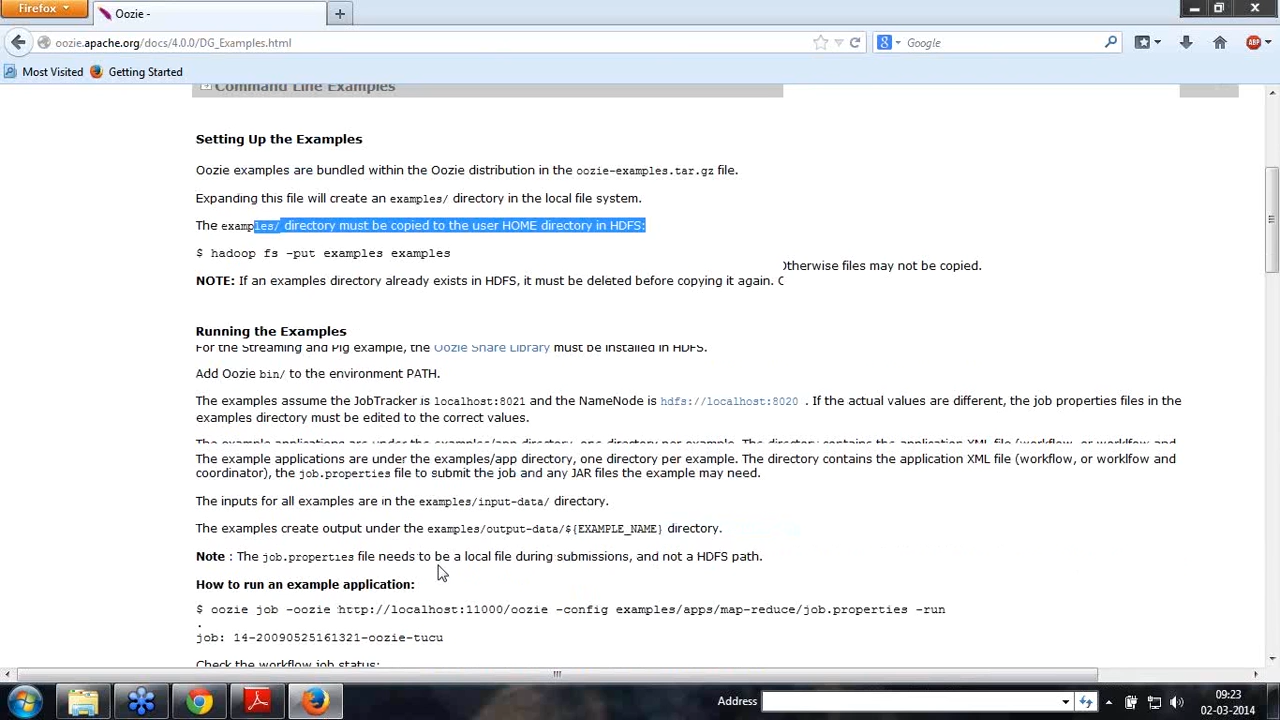 Firefox
Oozie -
oozie.apache.org/docs/4.0.0/DG_Examples.html
Google
Most Visited
Getting Started
Command Line Examples
Setting Up the Examples
Oozie examples are bundled within the Oozie distribution in the oozie-examples.tar.gz file.
Expanding this file will create an examples/ directory in the local file system.
The examples/ directory must be copied to the user HOME directory in HDFS:
$ hadoop fs -put examples examples
Otherwise files may not be copied.
NOTE: If an examples directory already exists in HDFS, it must be deleted before copying it again.
Running the Examples
For the Streaming and Pig example, the Oozie Share Library must be installed in HDFS.
Add Oozie bin/ to the environment PATH.
The examples assume the JobTracker is localhost:8021 and the NameNode is hdfs://localhost:8020 . If the actual values are different, the job properties files in the
examples directory must be edited to the correct values.
The example applications are under the examples/app directory, one directory per example. The directory contains the application XML file (workflow, or workflow and
The example applications are under the examples/app directory, one directory per example. The directory contains the application XML file (workflow, or worklfow and
coordinator), the job.properties file to submit the job and any JAR files the example may need.
The inputs for all examples are in the examples/input-data/ directory.
The examples create output under the examples/output-data/${EXAMPLE_NAME} directory.
Note : The job.properties file needs to be a local file during submissions, and not a HDFS path.
How to run an example application:
$ oozie job -oozie http://localhost:11000/oozie -config examples/apps/map-reduce/job.properties -run
.
job: 14-20090525161321-oozie-tucu
Check the workflow job status:
Address
09:23
02-03-2014